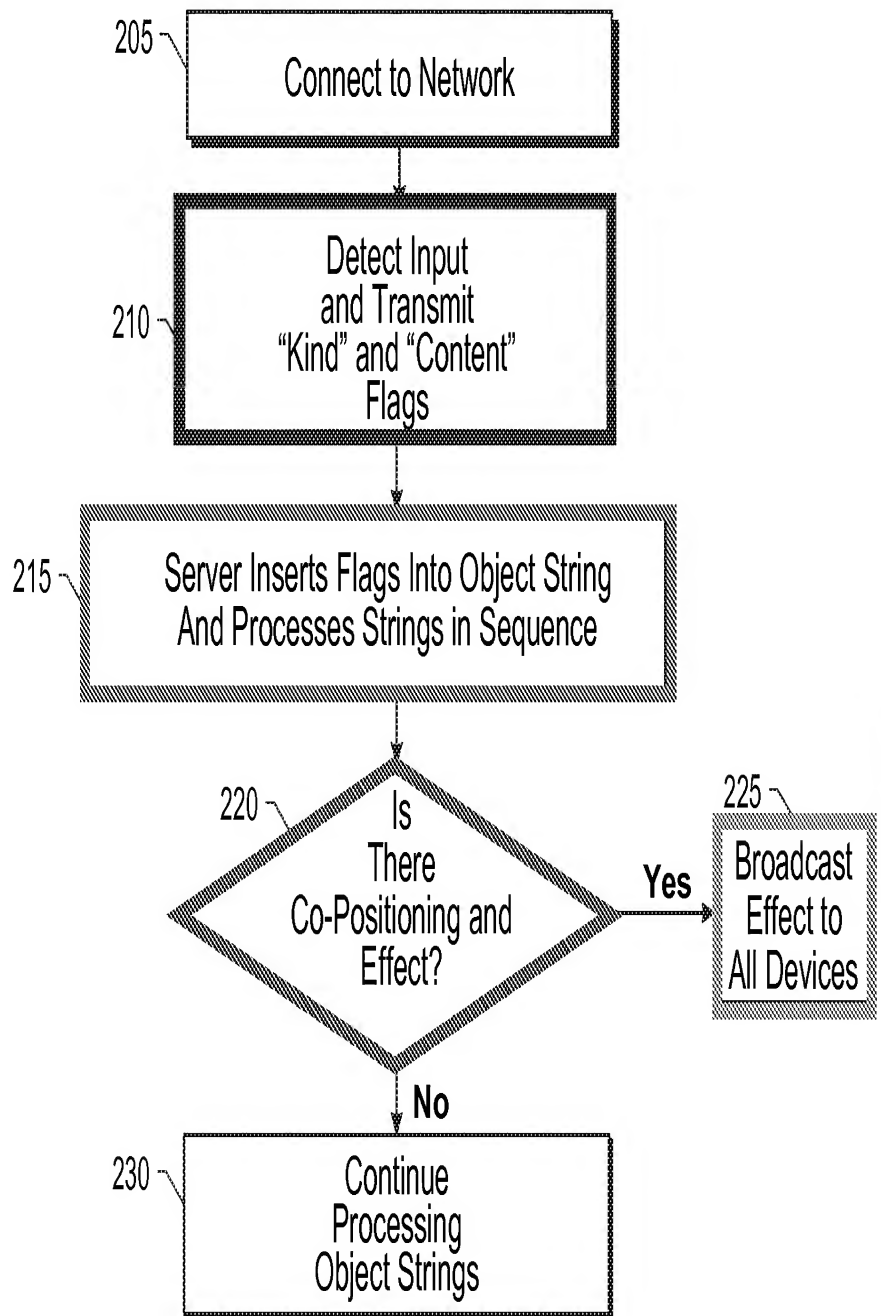 205
Connect to Network
210
Detect Input
and Transmit
“Kind” and “Content”
Flags
215
Server Inserts Flags Into Object String
And Processes Strings in Sequence
220
Is
There
Co-Positioning and
Effect?
Yes
225
Broadcast
Effect to
All Devices
No
230
Continue
Processing
Object Strings